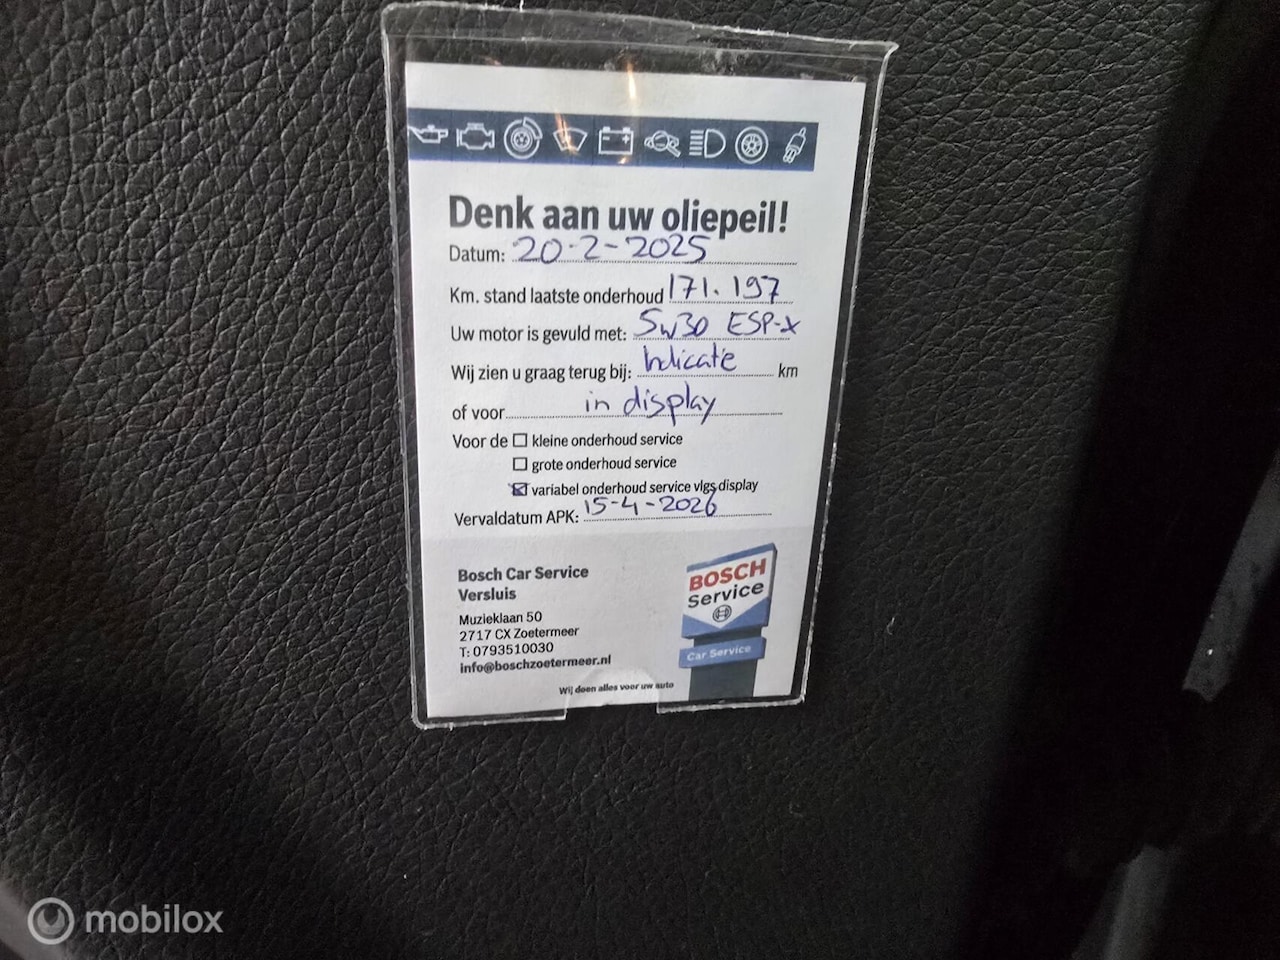 Denk aan uw oliepeil!
Datum: 20-2-2025
Km. stand laatste onderhoud 171.197
Uw motor is gevuld met: 5w30 ESP-x
Wij zien u graag terug bij: Indicatie km
of voor in display
Voor de kleine onderhoud service
grote onderhoud service
variabel onderhoud service vlgs display
Vervaldatum APK: 15-4-2026
Bosch Car Service
Versluis
Muzieklaan 50
2717 CX Zoetermeer
T: 0793510030
info@boschzoetermeer.nl
BOSCH
Service
Car Service
Wij doen alles voor uw auto
mobilox